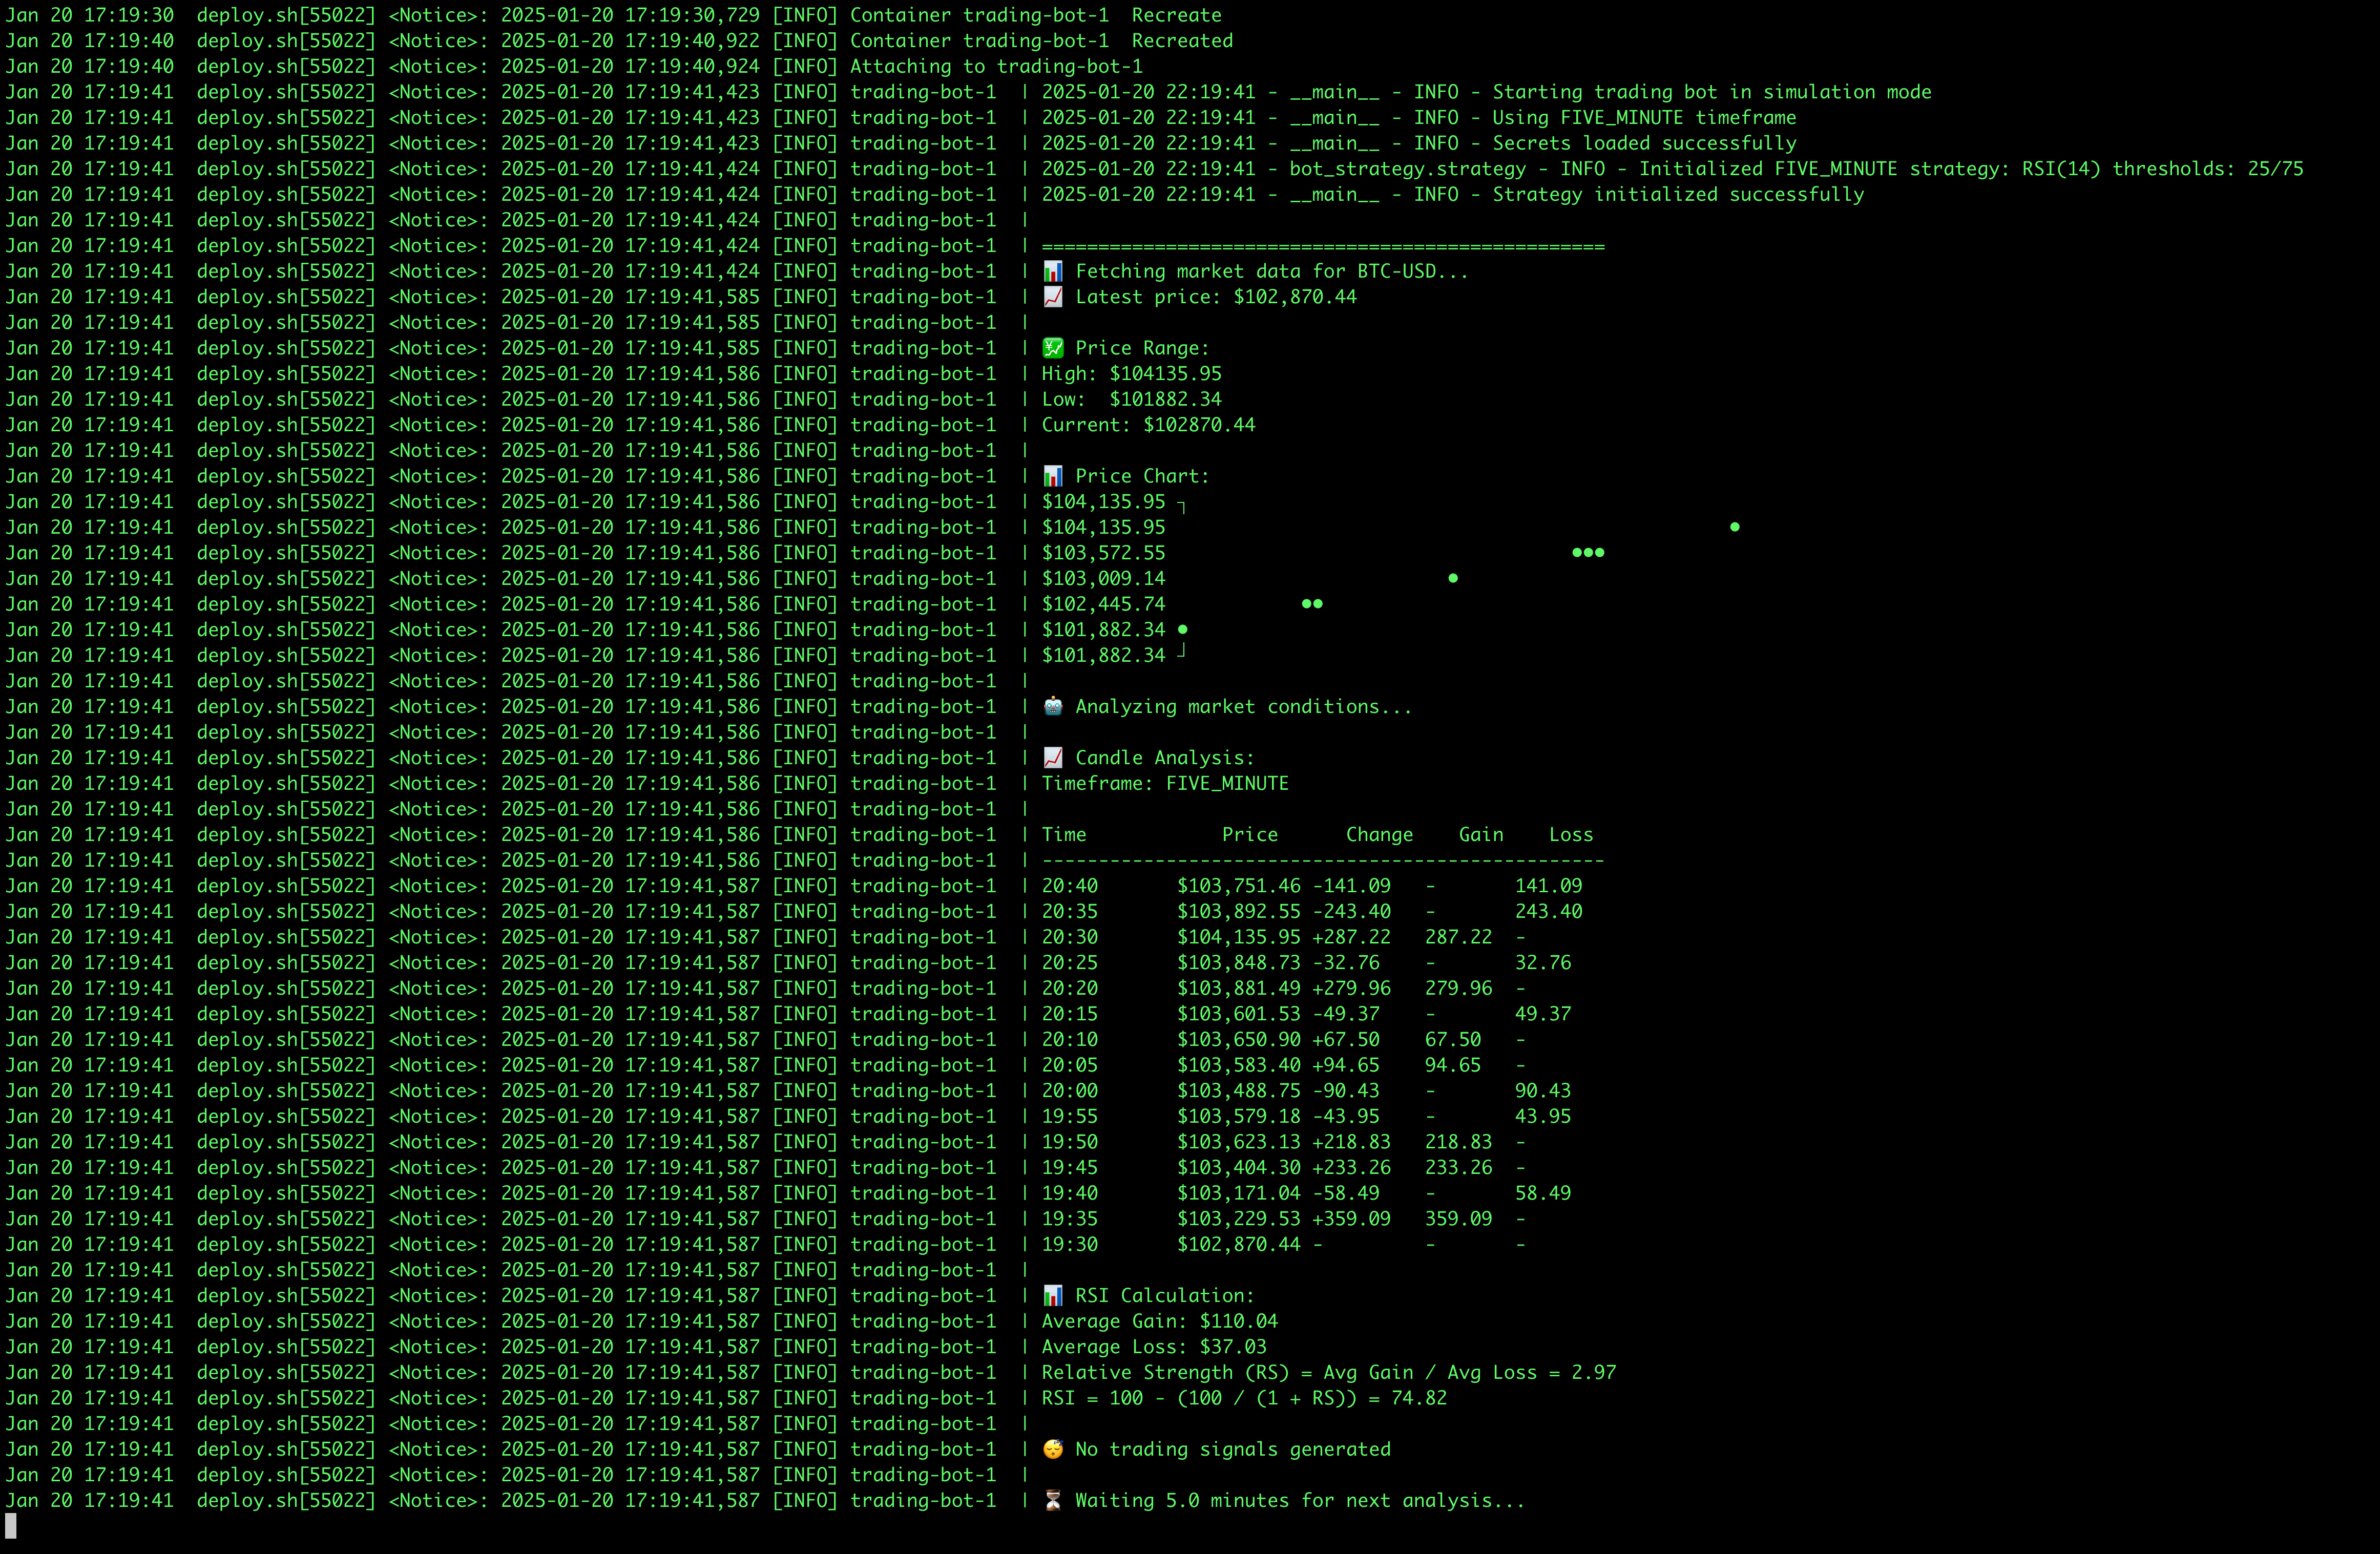 Jan 20 17:19:30  deploy.sh[55022] <Notice>: 2025-01-20 17:19:30,729 [INFO] Container trading-bot-1  Recreate
Jan 20 17:19:40  deploy.sh[55022] <Notice>: 2025-01-20 17:19:40,922 [INFO] Container trading-bot-1  Recreated
Jan 20 17:19:40  deploy.sh[55022] <Notice>: 2025-01-20 17:19:40,924 [INFO] Attaching to trading-bot-1
Jan 20 17:19:41  deploy.sh[55022] <Notice>: 2025-01-20 17:19:41,423 [INFO] trading-bot-1  | 2025-01-20 22:19:41 - __main__ - INFO - Starting trading bot in simulation mode
Jan 20 17:19:41  deploy.sh[55022] <Notice>: 2025-01-20 17:19:41,423 [INFO] trading-bot-1  | 2025-01-20 22:19:41 - __main__ - INFO - Using FIVE_MINUTE timeframe
Jan 20 17:19:41  deploy.sh[55022] <Notice>: 2025-01-20 17:19:41,423 [INFO] trading-bot-1  | 2025-01-20 22:19:41 - __main__ - INFO - Secrets loaded successfully
Jan 20 17:19:41  deploy.sh[55022] <Notice>: 2025-01-20 17:19:41,424 [INFO] trading-bot-1  | 2025-01-20 22:19:41 - bot_strategy.strategy - INFO - Initialized FIVE_MINUTE strategy: RSI(14) thresholds: 25/75
Jan 20 17:19:41  deploy.sh[55022] <Notice>: 2025-01-20 17:19:41,424 [INFO] trading-bot-1  | 2025-01-20 22:19:41 - __main__ - INFO - Strategy initialized successfully
Jan 20 17:19:41  deploy.sh[55022] <Notice>: 2025-01-20 17:19:41,424 [INFO] trading-bot-1  |
Jan 20 17:19:41  deploy.sh[55022] <Notice>: 2025-01-20 17:19:41,424 [INFO] trading-bot-1  | ==================================================
Jan 20 17:19:41  deploy.sh[55022] <Notice>: 2025-01-20 17:19:41,424 [INFO] trading-bot-1  | 📊 Fetching market data for BTC-USD...
Jan 20 17:19:41  deploy.sh[55022] <Notice>: 2025-01-20 17:19:41,585 [INFO] trading-bot-1  | 📈 Latest price: $102,870.44
Jan 20 17:19:41  deploy.sh[55022] <Notice>: 2025-01-20 17:19:41,585 [INFO] trading-bot-1  |
Jan 20 17:19:41  deploy.sh[55022] <Notice>: 2025-01-20 17:19:41,585 [INFO] trading-bot-1  | 💹 Price Range:
Jan 20 17:19:41  deploy.sh[55022] <Notice>: 2025-01-20 17:19:41,586 [INFO] trading-bot-1  | High: $104135.95
Jan 20 17:19:41  deploy.sh[55022] <Notice>: 2025-01-20 17:19:41,586 [INFO] trading-bot-1  | Low:  $101882.34
Jan 20 17:19:41  deploy.sh[55022] <Notice>: 2025-01-20 17:19:41,586 [INFO] trading-bot-1  | Current: $102870.44
Jan 20 17:19:41  deploy.sh[55022] <Notice>: 2025-01-20 17:19:41,586 [INFO] trading-bot-1  |
Jan 20 17:19:41  deploy.sh[55022] <Notice>: 2025-01-20 17:19:41,586 [INFO] trading-bot-1  | 📊 Price Chart:
Jan 20 17:19:41  deploy.sh[55022] <Notice>: 2025-01-20 17:19:41,586 [INFO] trading-bot-1  | $104,135.95 ┐
Jan 20 17:19:41  deploy.sh[55022] <Notice>: 2025-01-20 17:19:41,586 [INFO] trading-bot-1  | $104,135.95                                                  ●
Jan 20 17:19:41  deploy.sh[55022] <Notice>: 2025-01-20 17:19:41,586 [INFO] trading-bot-1  | $103,572.55                                    ●●●
Jan 20 17:19:41  deploy.sh[55022] <Notice>: 2025-01-20 17:19:41,586 [INFO] trading-bot-1  | $103,009.14                         ●
Jan 20 17:19:41  deploy.sh[55022] <Notice>: 2025-01-20 17:19:41,586 [INFO] trading-bot-1  | $102,445.74            ●●
Jan 20 17:19:41  deploy.sh[55022] <Notice>: 2025-01-20 17:19:41,586 [INFO] trading-bot-1  | $101,882.34 ●
Jan 20 17:19:41  deploy.sh[55022] <Notice>: 2025-01-20 17:19:41,586 [INFO] trading-bot-1  | $101,882.34 ┘
Jan 20 17:19:41  deploy.sh[55022] <Notice>: 2025-01-20 17:19:41,586 [INFO] trading-bot-1  |
Jan 20 17:19:41  deploy.sh[55022] <Notice>: 2025-01-20 17:19:41,586 [INFO] trading-bot-1  | 🤖 Analyzing market conditions...
Jan 20 17:19:41  deploy.sh[55022] <Notice>: 2025-01-20 17:19:41,586 [INFO] trading-bot-1  |
Jan 20 17:19:41  deploy.sh[55022] <Notice>: 2025-01-20 17:19:41,586 [INFO] trading-bot-1  | 📈 Candle Analysis:
Jan 20 17:19:41  deploy.sh[55022] <Notice>: 2025-01-20 17:19:41,586 [INFO] trading-bot-1  | Timeframe: FIVE_MINUTE
Jan 20 17:19:41  deploy.sh[55022] <Notice>: 2025-01-20 17:19:41,586 [INFO] trading-bot-1  |
Jan 20 17:19:41  deploy.sh[55022] <Notice>: 2025-01-20 17:19:41,586 [INFO] trading-bot-1  | Time            Price      Change    Gain    Loss
Jan 20 17:19:41  deploy.sh[55022] <Notice>: 2025-01-20 17:19:41,586 [INFO] trading-bot-1  | --------------------------------------------------
Jan 20 17:19:41  deploy.sh[55022] <Notice>: 2025-01-20 17:19:41,587 [INFO] trading-bot-1  | 20:40       $103,751.46 -141.09   -       141.09
Jan 20 17:19:41  deploy.sh[55022] <Notice>: 2025-01-20 17:19:41,587 [INFO] trading-bot-1  | 20:35       $103,892.55 -243.40   -       243.40
Jan 20 17:19:41  deploy.sh[55022] <Notice>: 2025-01-20 17:19:41,587 [INFO] trading-bot-1  | 20:30       $104,135.95 +287.22   287.22  -
Jan 20 17:19:41  deploy.sh[55022] <Notice>: 2025-01-20 17:19:41,587 [INFO] trading-bot-1  | 20:25       $103,848.73 -32.76    -       32.76
Jan 20 17:19:41  deploy.sh[55022] <Notice>: 2025-01-20 17:19:41,587 [INFO] trading-bot-1  | 20:20       $103,881.49 +279.96   279.96  -
Jan 20 17:19:41  deploy.sh[55022] <Notice>: 2025-01-20 17:19:41,587 [INFO] trading-bot-1  | 20:15       $103,601.53 -49.37    -       49.37
Jan 20 17:19:41  deploy.sh[55022] <Notice>: 2025-01-20 17:19:41,587 [INFO] trading-bot-1  | 20:10       $103,650.90 +67.50    67.50   -
Jan 20 17:19:41  deploy.sh[55022] <Notice>: 2025-01-20 17:19:41,587 [INFO] trading-bot-1  | 20:05       $103,583.40 +94.65    94.65   -
Jan 20 17:19:41  deploy.sh[55022] <Notice>: 2025-01-20 17:19:41,587 [INFO] trading-bot-1  | 20:00       $103,488.75 -90.43    -       90.43
Jan 20 17:19:41  deploy.sh[55022] <Notice>: 2025-01-20 17:19:41,587 [INFO] trading-bot-1  | 19:55       $103,579.18 -43.95    -       43.95
Jan 20 17:19:41  deploy.sh[55022] <Notice>: 2025-01-20 17:19:41,587 [INFO] trading-bot-1  | 19:50       $103,623.13 +218.83   218.83  -
Jan 20 17:19:41  deploy.sh[55022] <Notice>: 2025-01-20 17:19:41,587 [INFO] trading-bot-1  | 19:45       $103,404.30 +233.26   233.26  -
Jan 20 17:19:41  deploy.sh[55022] <Notice>: 2025-01-20 17:19:41,587 [INFO] trading-bot-1  | 19:40       $103,171.04 -58.49    -       58.49
Jan 20 17:19:41  deploy.sh[55022] <Notice>: 2025-01-20 17:19:41,587 [INFO] trading-bot-1  | 19:35       $103,229.53 +359.09   359.09  -
Jan 20 17:19:41  deploy.sh[55022] <Notice>: 2025-01-20 17:19:41,587 [INFO] trading-bot-1  | 19:30       $102,870.44 -         -       -
Jan 20 17:19:41  deploy.sh[55022] <Notice>: 2025-01-20 17:19:41,587 [INFO] trading-bot-1  |
Jan 20 17:19:41  deploy.sh[55022] <Notice>: 2025-01-20 17:19:41,587 [INFO] trading-bot-1  | 📊 RSI Calculation:
Jan 20 17:19:41  deploy.sh[55022] <Notice>: 2025-01-20 17:19:41,587 [INFO] trading-bot-1  | Average Gain: $110.04
Jan 20 17:19:41  deploy.sh[55022] <Notice>: 2025-01-20 17:19:41,587 [INFO] trading-bot-1  | Average Loss: $37.03
Jan 20 17:19:41  deploy.sh[55022] <Notice>: 2025-01-20 17:19:41,587 [INFO] trading-bot-1  | Relative Strength (RS) = Avg Gain / Avg Loss = 2.97
Jan 20 17:19:41  deploy.sh[55022] <Notice>: 2025-01-20 17:19:41,587 [INFO] trading-bot-1  | RSI = 100 - (100 / (1 + RS)) = 74.82
Jan 20 17:19:41  deploy.sh[55022] <Notice>: 2025-01-20 17:19:41,587 [INFO] trading-bot-1  |
Jan 20 17:19:41  deploy.sh[55022] <Notice>: 2025-01-20 17:19:41,587 [INFO] trading-bot-1  | 😴 No trading signals generated
Jan 20 17:19:41  deploy.sh[55022] <Notice>: 2025-01-20 17:19:41,587 [INFO] trading-bot-1  |
Jan 20 17:19:41  deploy.sh[55022] <Notice>: 2025-01-20 17:19:41,587 [INFO] trading-bot-1  | ⏳ Waiting 5.0 minutes for next analysis...